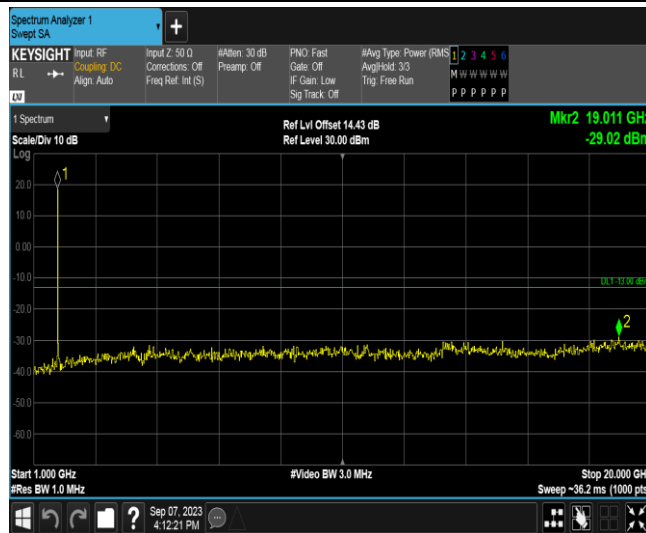 Spectrum Analyzer 1
Swept SA
KEYSIGHT
RL
LXI
Input: RF
Coupling: DC
Align: Auto
Input Z: 50 Ω
Corrections: Off
Freq Ref: Int (S)
#Atten: 30 dB
Preamp: Off
PNO: Fast
Gate: Off
IF Gain: Low
Sig Track: Off
#Avg Type: Power (RMS
Avg|Hold: 3/3
Trig: Free Run
1 2 3 4 5 6
M W W W W W
P P P P P P
1 Spectrum
Scale/Div 10 dB
Log
Ref Lvl Offset 14.43 dB
Ref Level 30.00 dBm
Mkr2 19.011 GHz
-29.02 dBm
1
20.0
10.0
0.00
-10.0
DL1 -13.00 dBm
-20.0
2
-30.0
-40.0
-50.0
-60.0
Start 1.000 GHz
#Video BW 3.0 MHz
Stop 20.000 GHz
#Res BW 1.0 MHz
Sweep ~36.2 ms (1000 pts)
?
Sep 07, 2023
4:12:21 PM